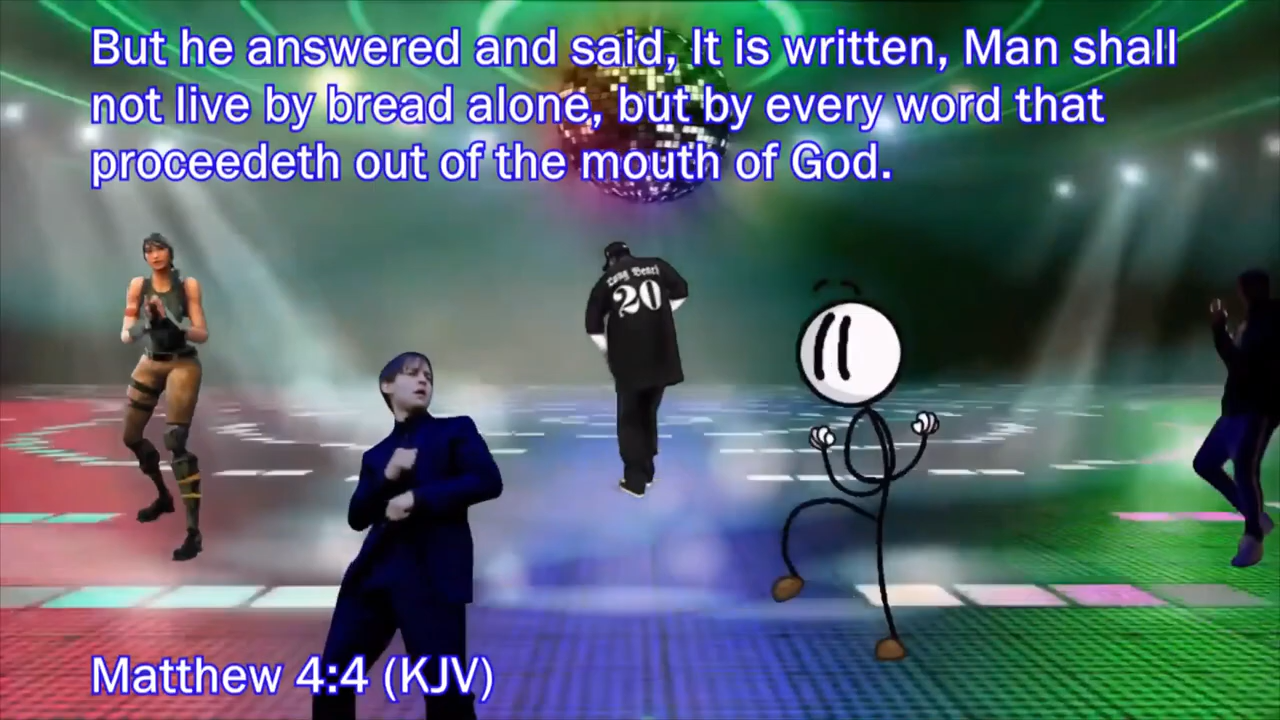 But he answered and said, It is written, Man shall
not live by bread alone, but by every word that
proceedeth out of the mouth of God.
Long Beach
20
Matthew 4:4 (KJV)